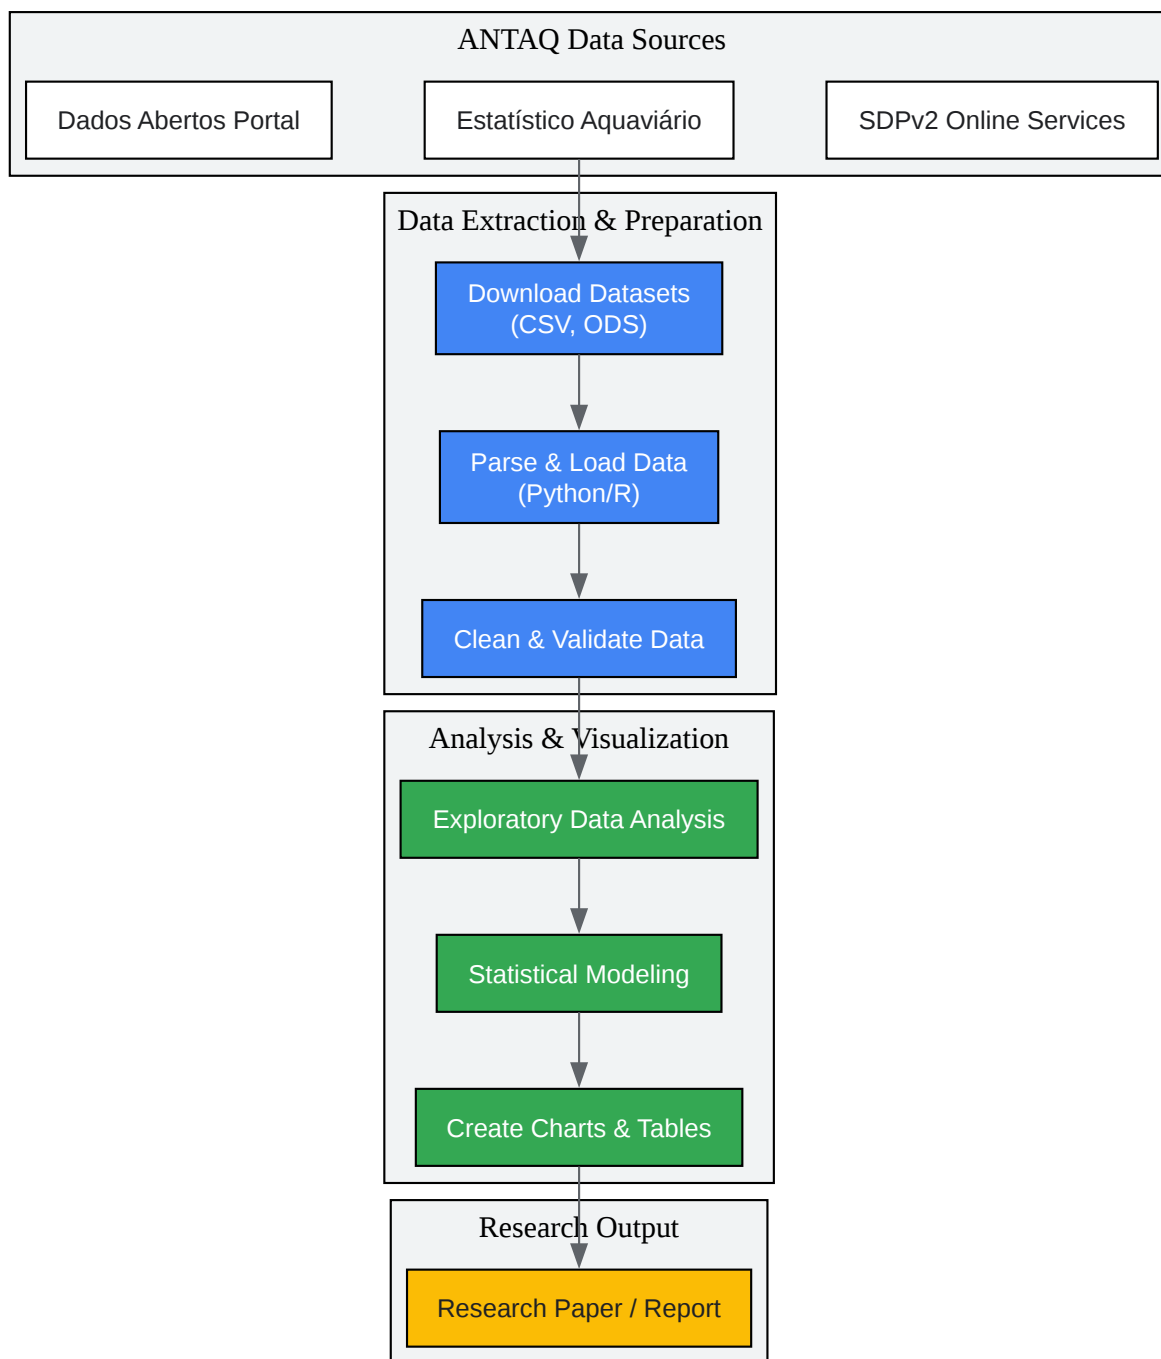 ANTAQ Data Sources
Dados Abertos Portal
Estatístico Aquaviário
SDPv2 Online Services
Data Extraction & Preparation
Download Datasets
(CSV, ODS)
Parse & Load Data
(Python/R)
Clean & Validate Data
Analysis & Visualization
Exploratory Data Analysis
Statistical Modeling
Create Charts & Tables
Research Output
Research Paper / Report